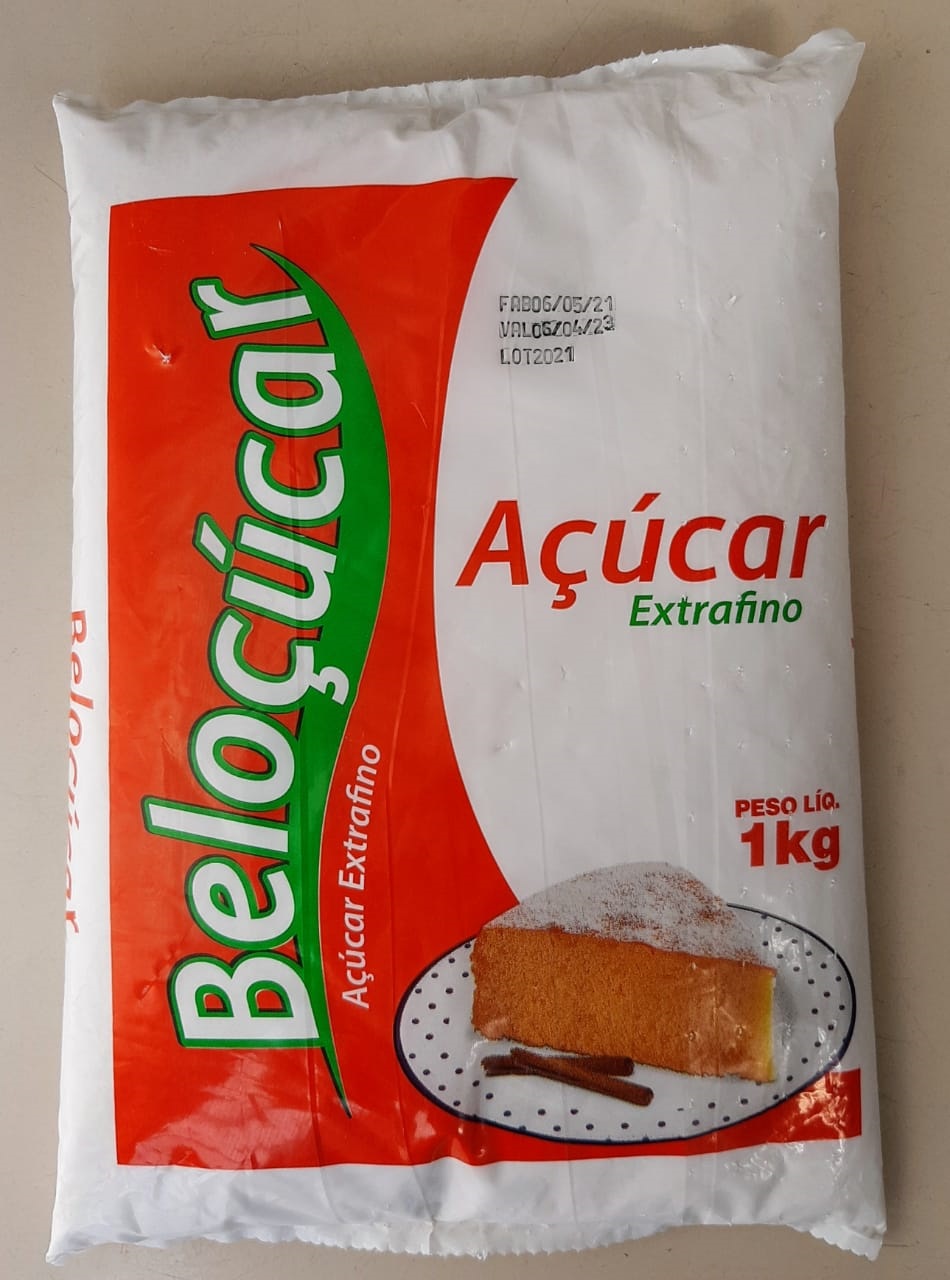 Beloçúcar
Açúcar Extrafino
FAB06/05/21
VAL06/04/23
LOT2021
Açúcar
Extrafino
PESO LÍQ.
1kg
Beloçúcar